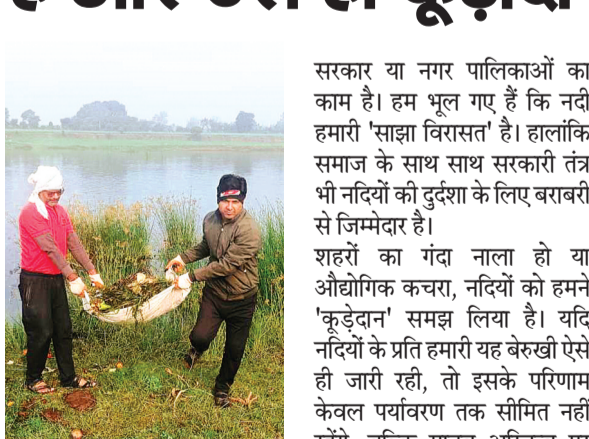 सरकार या नगर पालिकाओं का
काम है। हम भूल गए हैं कि नदी
हमारी 'साझा विरासत' है। हालांकि
समाज के साथ साथ सरकारी तंत्र
भी नदियों की दुर्दशा के लिए बराबरी
से जिम्मेदार है।
शहरों का गंदा नाला हो या
औद्योगिक कचरा, नदियों को हमने
'कूड़ेदान' समझ लिया है। यदि
नदियों के प्रति हमारी यह बेरुखी ऐसे
ही जारी रही, तो इसके परिणाम
केवल पर्यावरण तक सीमित नहीं